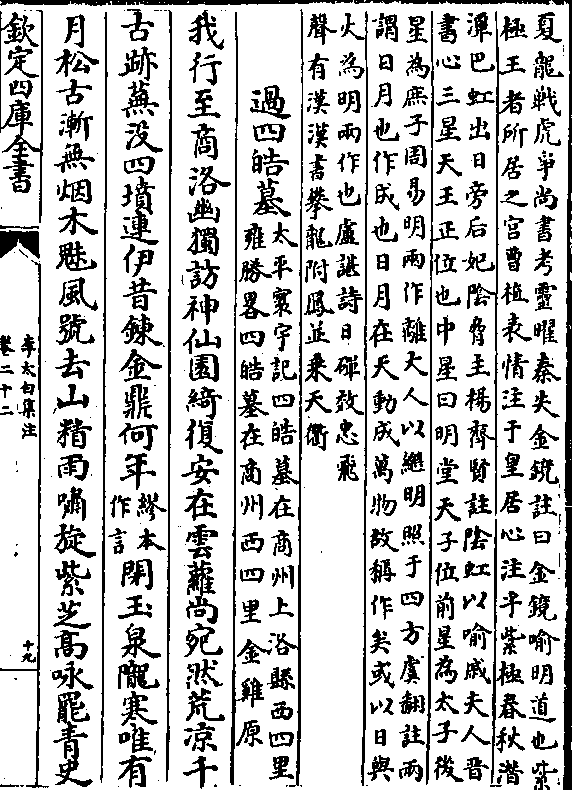 夏龍戰虎爭尚書考靈曜秦失金鏡註曰金鏡喻明道也紫
極王者所居之宮曹植表情注于皇居心注乎紫極春秋潛
潭巴虹出日旁后妃陰脅王楊齊賢註陰虹以喻戚夫人晉
書心三星天王正位也中星曰明堂天子位前星為太子後
星為庶子周易明兩作離大人以繼明照于四方虞翻註兩
謂日月也作成也日月在天動成萬物故稱作矣或以日與
火為明兩作也盧諶詩日磾效忠飛
聲有漢漢書攀龍附鳳並乗天衢
過四皓墓太平寰宇記四皓墓在商州上洛縣西四里
雍勝畧四皓墓在商州西四里金雞原
我行至商洛幽獨訪神仙園綺復安在雲蘿尚宛然荒凉千
古跡蕪没四墳連伊昔鍊金鼎何年繆本
作言閉玉泉隴寒唯有
月松古漸無烟木魅風號去山精雨嘯旋紫芝髙咏罷青史
欽定四庫全書
李太白集注
卷二十二
十九